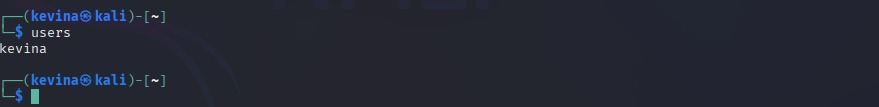 ┌──(kevina㉿kali)-[~]
└─$ users
kevina
┌──(kevina㉿kali)-[~]
└─$